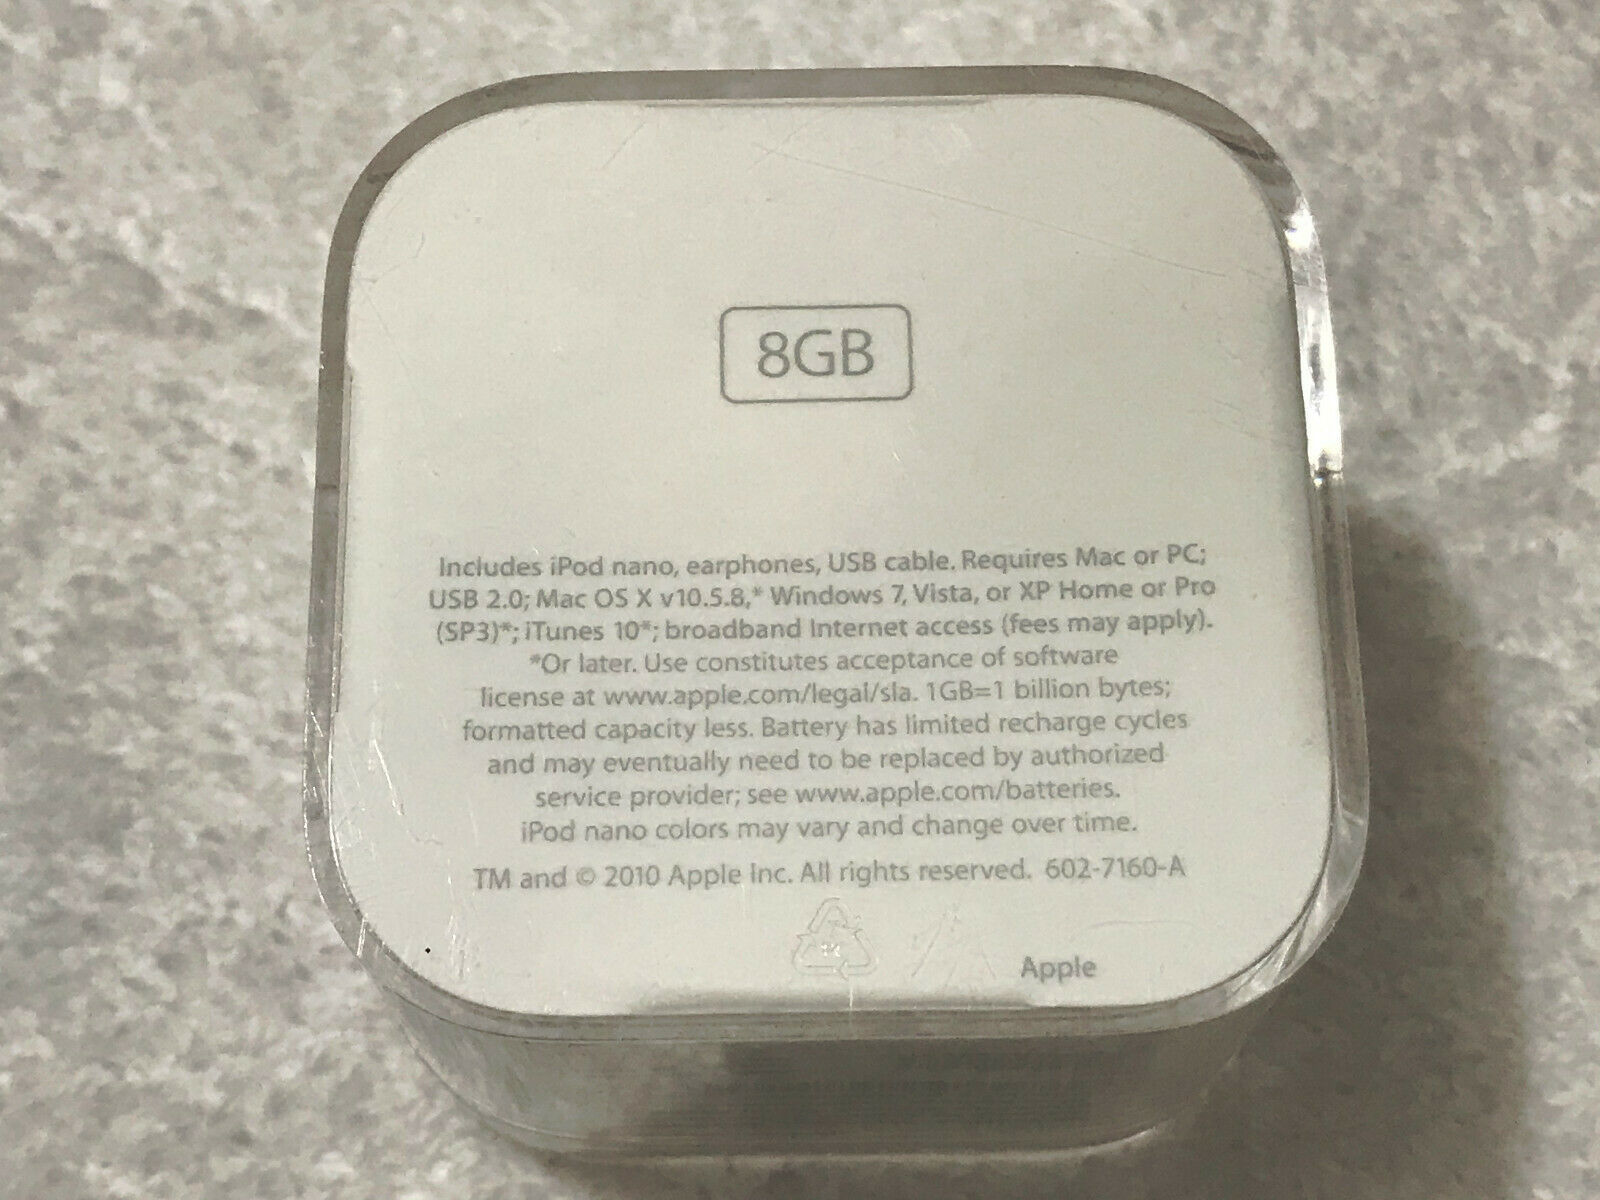 8GB
Includes iPod nano, earphones, USB cable. Requires Mac or PC;
USB 2.0; Mac OS X v10.5.8,* Windows 7, Vista, or XP Home or Pro
(SP3)*; iTunes 10*; broadband Internet access (fees may apply).
*Or later. Use constitutes acceptance of software
license at www.apple.com/legal/sla. 1GB=1 billion bytes;
formatted capacity less. Battery has limited recharge cycles
and may eventually need to be replaced by authorized
service provider; see www.apple.com/batteries.
iPod nano colors may vary and change over time.
TM and © 2010 Apple Inc. All rights reserved. 602-7160-A
Apple